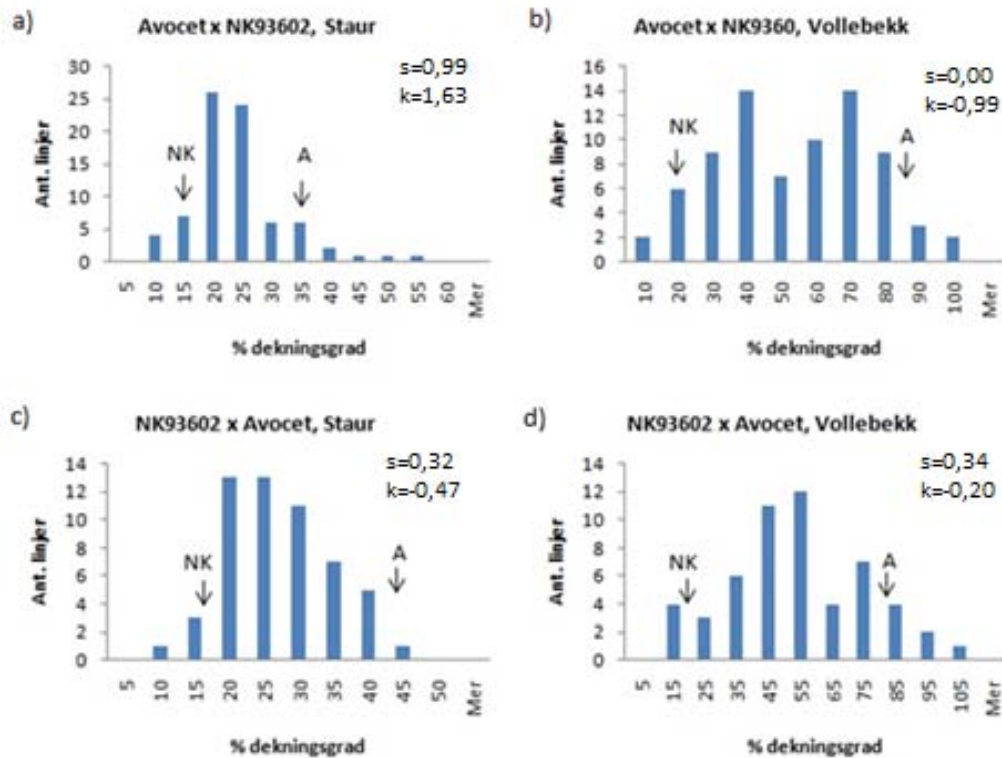 a)
Avocet x NK93602, Staur
s=0,99
k=1,63
30
25
20
15
10
5
0
Ant. linjer
NK
A
5 10 15 20 25 30 35 40 45 50 55 60 Mer
% dekningsgrad
b)
Avocet x NK9360, Vollebekk
s=0,00
k=-0,99
16
14
12
10
8
6
4
2
0
Ant. linjer
NK
A
10 20 30 40 50 60 70 80 90 100 Mer
% dekningsgrad
c)
NK93602 x Avocet, Staur
s=0,32
k=-0,47
14
12
10
8
6
4
2
0
Ant. linjer
NK
A
5 10 15 20 25 30 35 40 45 50 Mer
% dekningsgrad
d)
NK93602 x Avocet, Vollebekk
s=0,34
k=-0,20
14
12
10
8
6
4
2
0
Ant. linjer
NK
A
5 15 25 35 45 55 65 75 85 95 105 Mer
% dekningsgrad